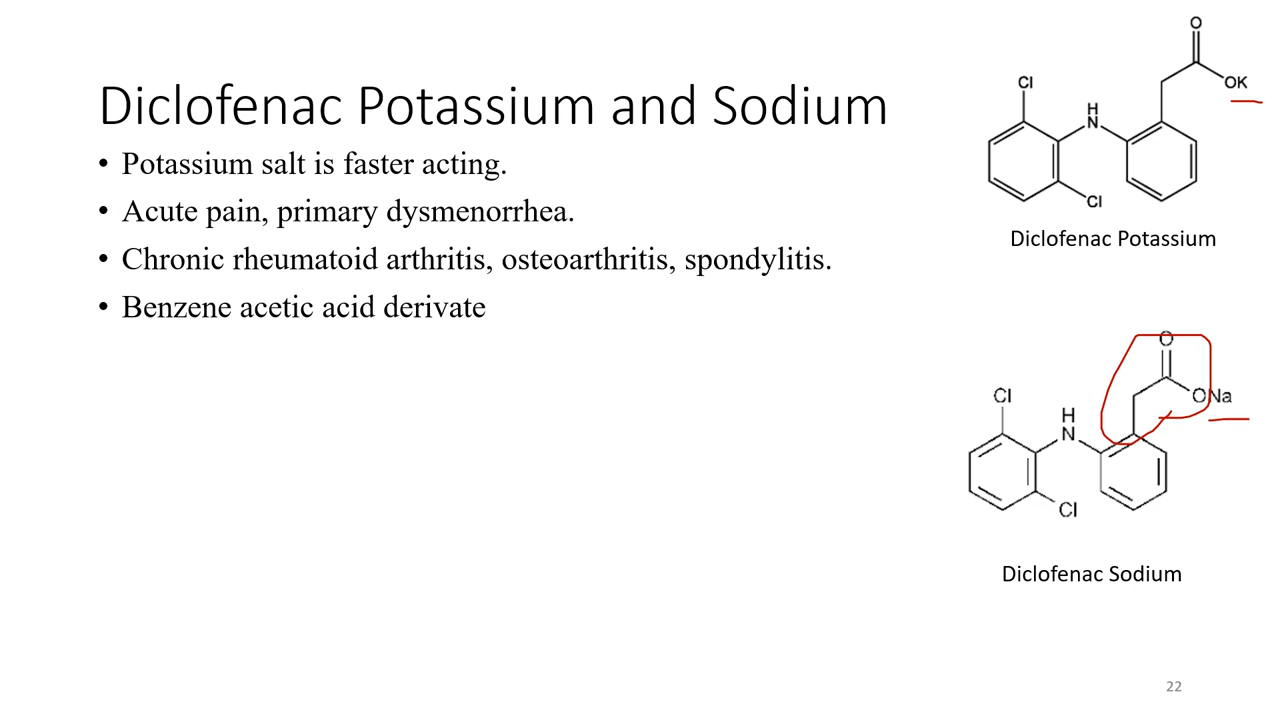 Diclofenac Potassium and Sodium
• Potassium salt is faster acting.
• Acute pain, primary dysmenorrhea.
• Chronic rheumatoid arthritis, osteoarthritis, spondylitis.
• Benzene acetic acid derivate
O
Cl
OK
H
N
Cl
Diclofenac Potassium
O
Cl
ONa
H
N
Cl
Diclofenac Sodium
22